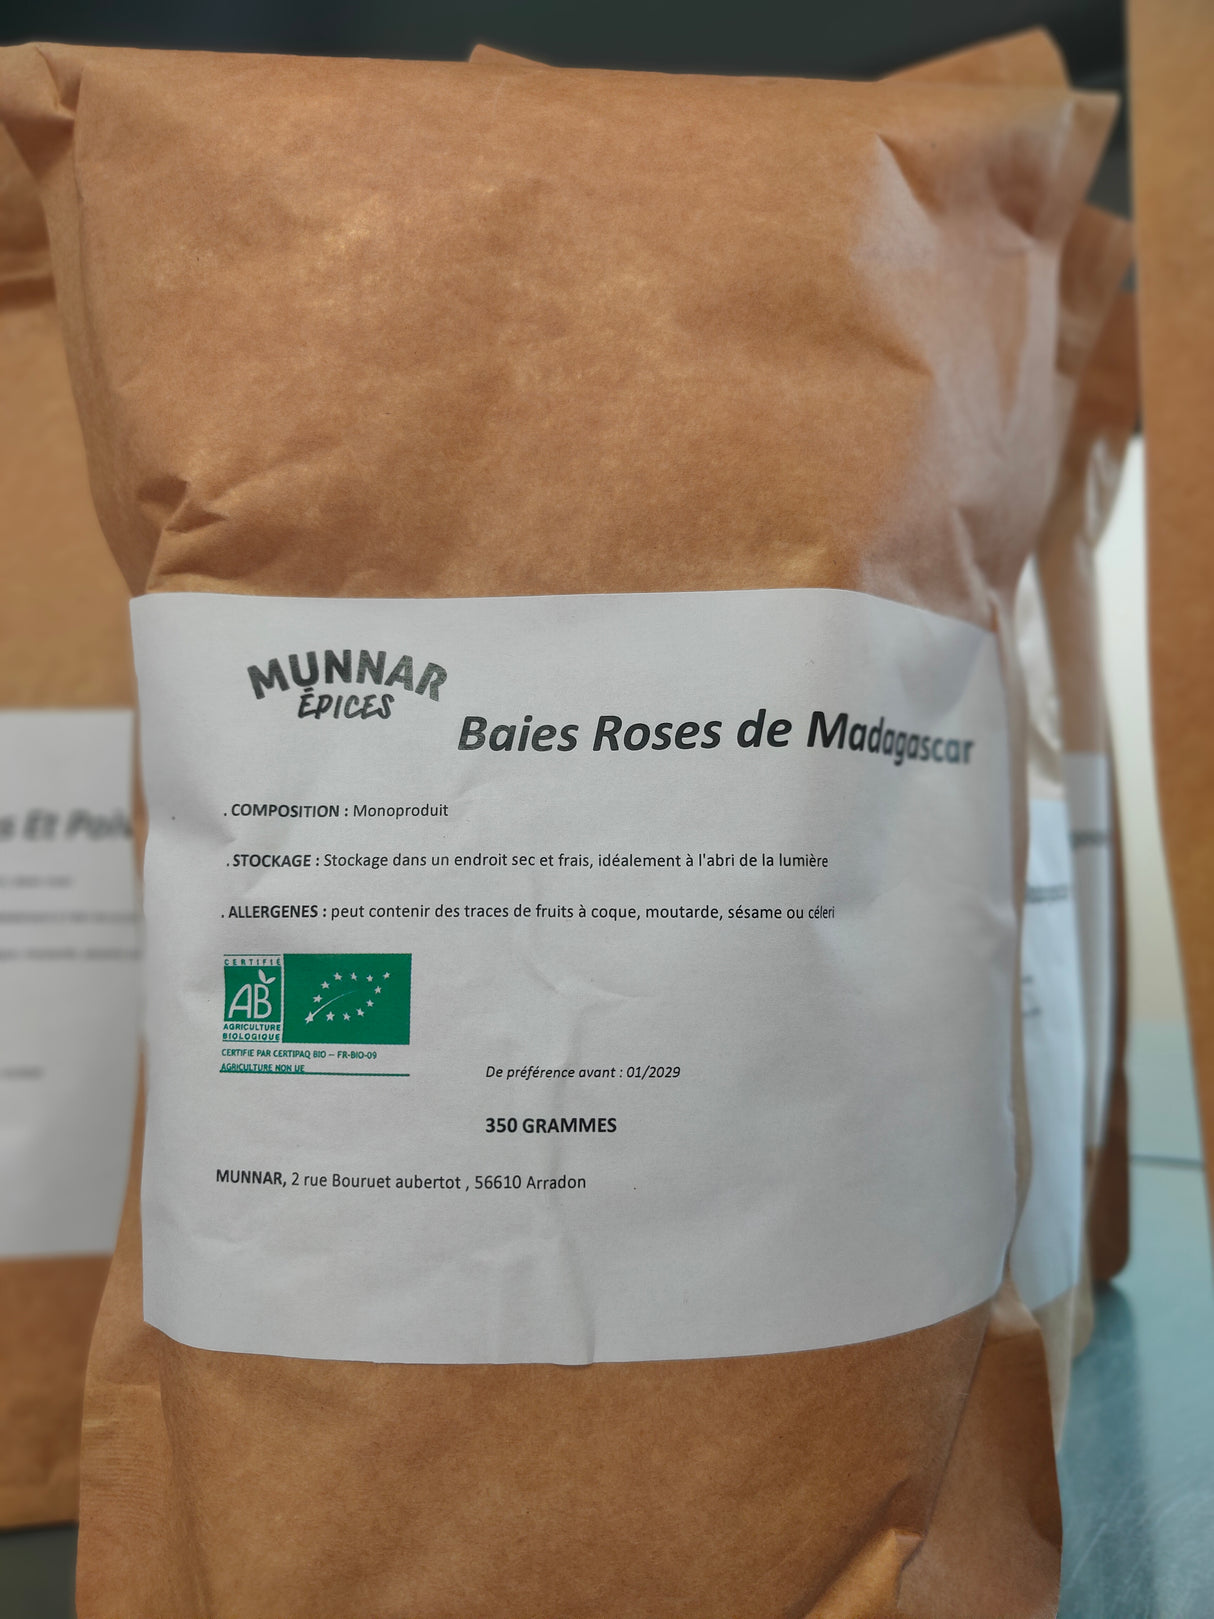 MUNNAR
ÉPICES
Baies Roses de Madagascar
. COMPOSITION : Monoproduit
. STOCKAGE : Stockage dans un endroit sec et frais, idéalement à l'abri de la lumière
. ALLERGENES : peut contenir des traces de fruits à coque, moutarde, sésame ou céleri
CERTIFIÉ
AB
AGRICULTURE
BIOLOGIQUE
CERTIFIE PAR CERTIPAQ BIO – FR-BIO-09
AGRICULTURE NON UE
De préférence avant : 01/2029
350 GRAMMES
MUNNAR, 2 rue Bouruet aubertot , 56610 Arradon
Et